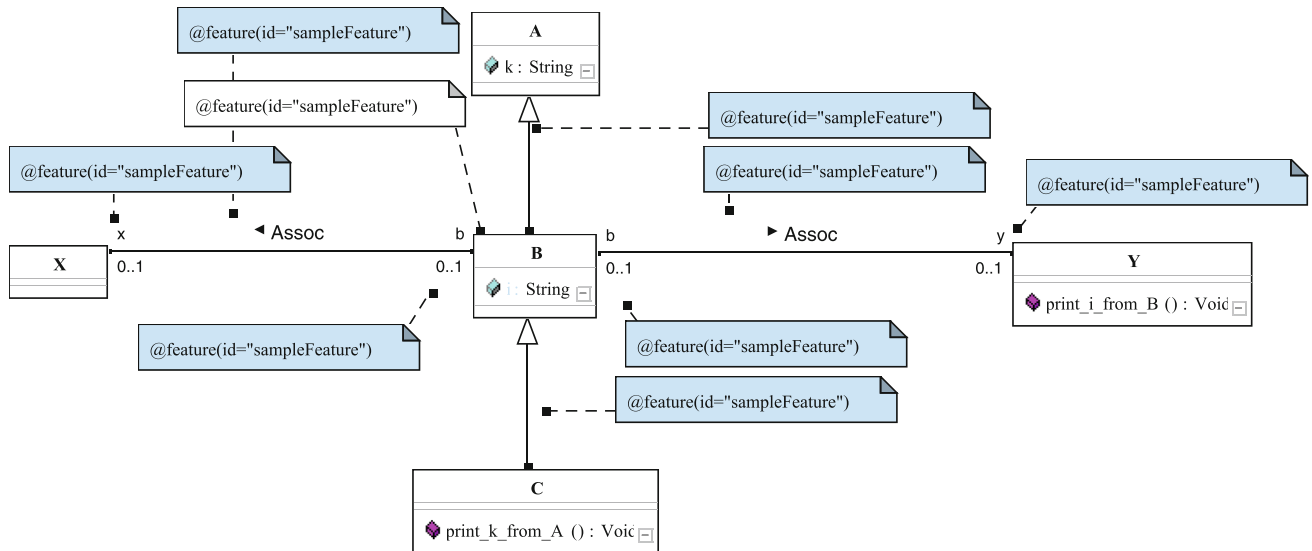 @feature(id="sampleFeature")
A
k : String
@feature(id="sampleFeature")
@feature(id="sampleFeature")
@feature(id="sampleFeature")
@feature(id="sampleFeature")
@feature(id="sampleFeature")
x
◄ Assoc
b
b
► Assoc
y
X
0..1
0..1
B
i : String
0..1
0..1
Y
print_i_from_B () : Void
@feature(id="sampleFeature")
@feature(id="sampleFeature")
@feature(id="sampleFeature")
C
print_k_from_A () : Void